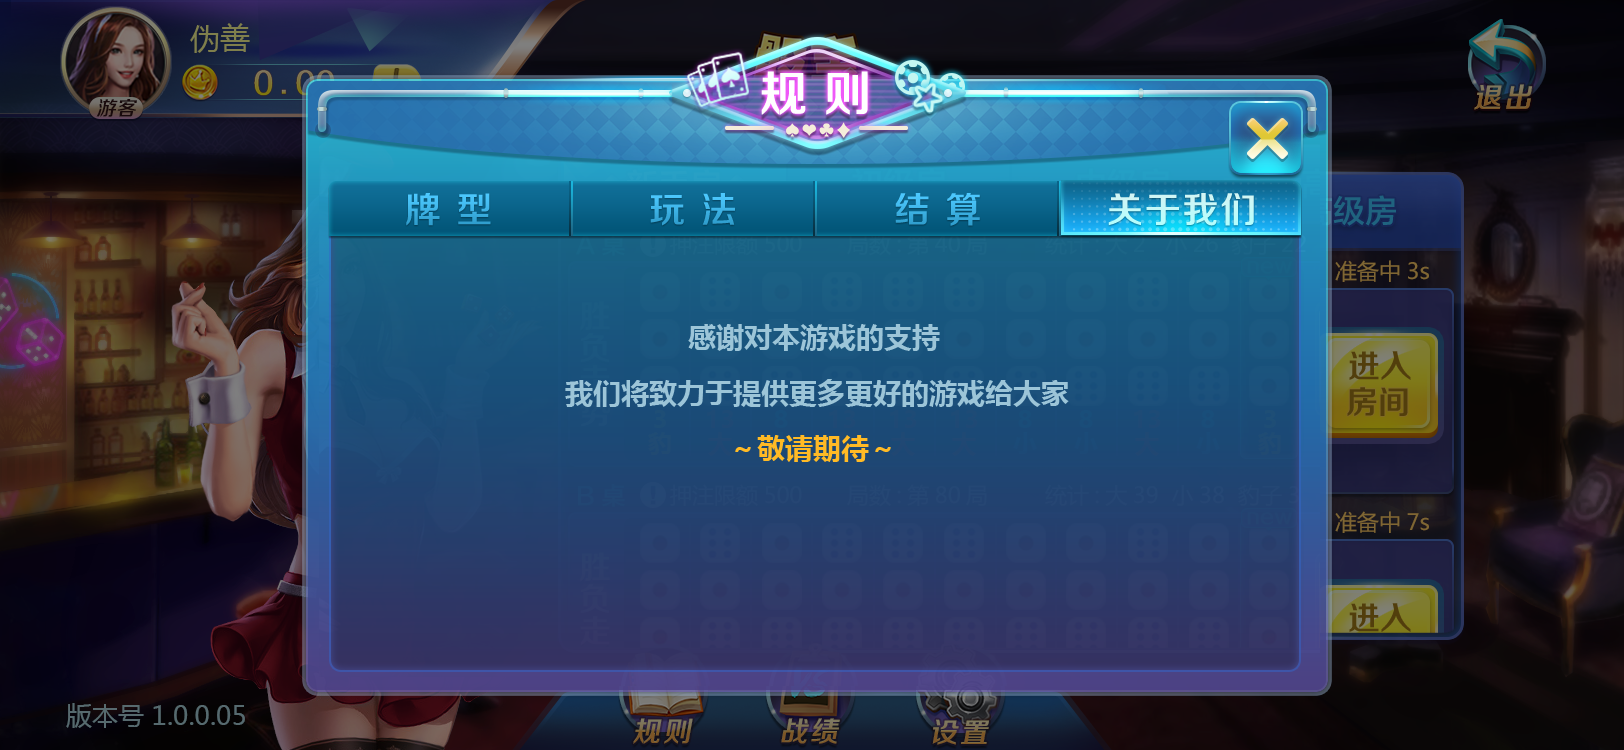 伪善
0.00
游客
规则
退出
牌型
玩法
结算
关于我们
级房
准备中 3s
感谢对本游戏的支持
进入
房间
我们将致力于提供更多更好的游戏给大家
~敬请期待~
准备中 7s
进入
版本号 1.0.0.05
规则
战绩
设置